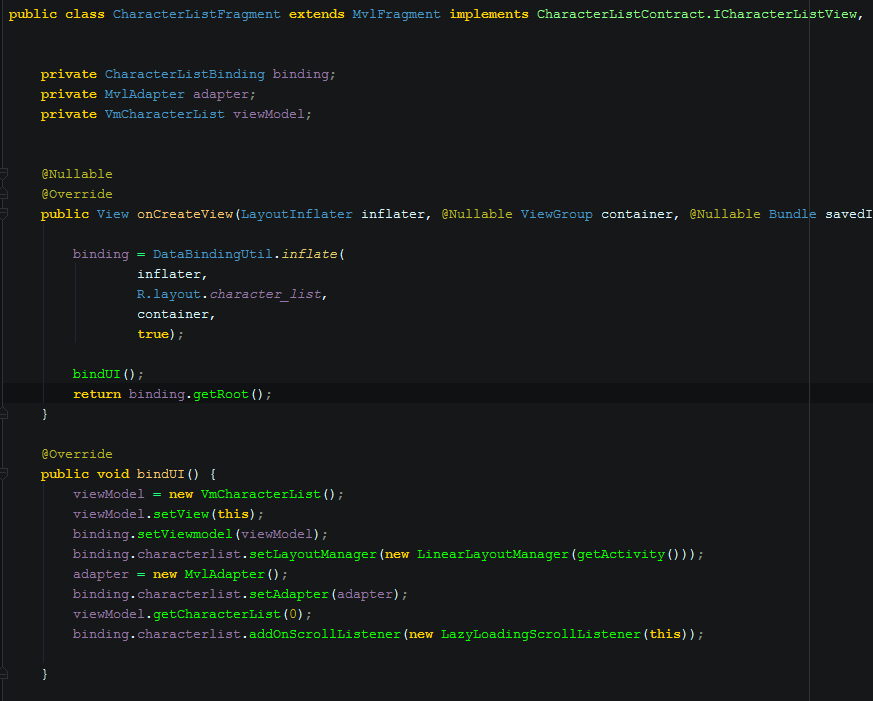 public class CharacterListFragment extends MvlFragment implements CharacterListContract.ICharacterListView,
private CharacterListBinding binding;
private MvlAdapter adapter;
private VmCharacterList viewModel;
@Nullable
@Override
public View onCreateView(LayoutInflater inflater, @Nullable ViewGroup container, @Nullable Bundle savedI
binding = DataBindingUtil.inflate(
inflater,
R.layout.character_list,
container,
true);
bindUI();
return binding.getRoot();
}
@Override
public void bindUI() {
viewModel = new VmCharacterList();
viewModel.setView(this);
binding.setViewmodel(viewModel);
binding.characterlist.setLayoutManager(new LinearLayoutManager(getActivity()));
adapter = new MvlAdapter();
binding.characterlist.setAdapter(adapter);
viewModel.getCharacterList(0);
binding.characterlist.addOnScrollListener(new LazyLoadingScrollListener(this));
}